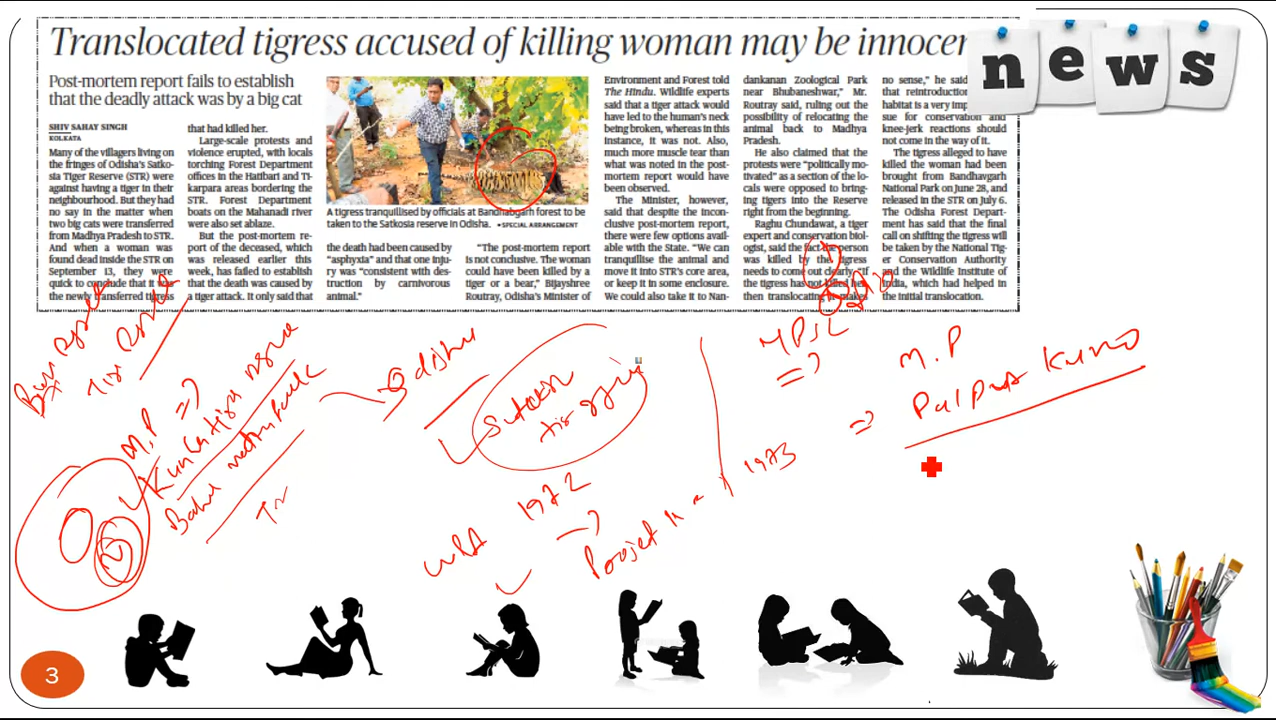 Translocated tigress accused of killing woman may be innocen
news
Post-mortem report fails to establish
that the deadly attack was by a big cat
SHIV SAHAY SINGH
KOLKATA
Many of the villagers living on
the fringes of Odisha's Satko-
sia Tiger Reserve (STR) were
against having a tiger in their
neighbourhood. But they had
no say in the matter when
two big cats were transferred
from Madhya Pradesh to STR.
And when a woman was
found dead inside the STR on
September 13, they were
quick to conclude that it was
the newly transferred tigress
that had killed her.
Large-scale protests and
violence erupted, with locals
torching Forest Department
offices in the Hatibari and Ti-
karpara areas bordering the
STR. Forest Department
boats on the Mahanadi river
were also set ablaze.
But the post-mortem re-
port of the deceased, which
was released earlier this
week, has failed to establish
that the death was caused by
a tiger attack. It only said that
A tigress tranquillised by officials at Bandhabgarh forest to be
taken to the Satkosia reserve in Odisha. • SPECIAL ARRANGEMENT
the death had been caused by
"asphyxia" and that one inju-
ry was "consistent with des-
truction by carnivorous
animal."
"The post-mortem report
is not conclusive. The woman
could have been killed by a
tiger or a bear," Bijayshree
Routray, Odisha's Minister of
Environment and Forest told
The Hindu. Wildlife experts
said that a tiger attack would
have led to the human's neck
being broken, whereas in this
instance, it was not. Also,
much more muscle tear than
what was noted in the post-
mortem report would have
been observed.
The Minister, however,
said that despite the incon-
clusive post-mortem report,
there were few options avail-
able with the State. "We can
tranquillise the animal and
move it into STR's core area,
or keep it in some enclosure.
We could also take it to Nan-
dankanan Zoological Park
near Bhubaneshwar," Mr.
Routray said, ruling out the
possibility of relocating the
animal back to Madhya
Pradesh.
He also claimed that the
protests were "politically mo-
tivated" as a section of the lo-
cals were opposed to bring-
ing tigers into the Reserve
right from the beginning.
Raghu Chundawat, a tiger
expert and conservation biol-
ogist, said the fact the person
was killed by the tigress
needs to come out clearly. "If
the tigress has not killed her
then translocating it makes
no sense," he said
that reintroduction
habitat is a very imp
sue for conservation and
knee-jerk reactions should
not come in the way of it.
The tigress alleged to have
killed the woman had been
brought from Bandhavgarh
National Park on June 28, and
released in the STR on July 6.
The Odisha Forest Depart-
ment has said that the final
call on shifting the tigress will
be taken by the National Tig-
er Conservation Authority
and the Wildlife Institute of
India, which had helped in
the initial translocation.
M.P =>
Odisha
1972
=>
1973
M.P
=> Palpur Kuno
3